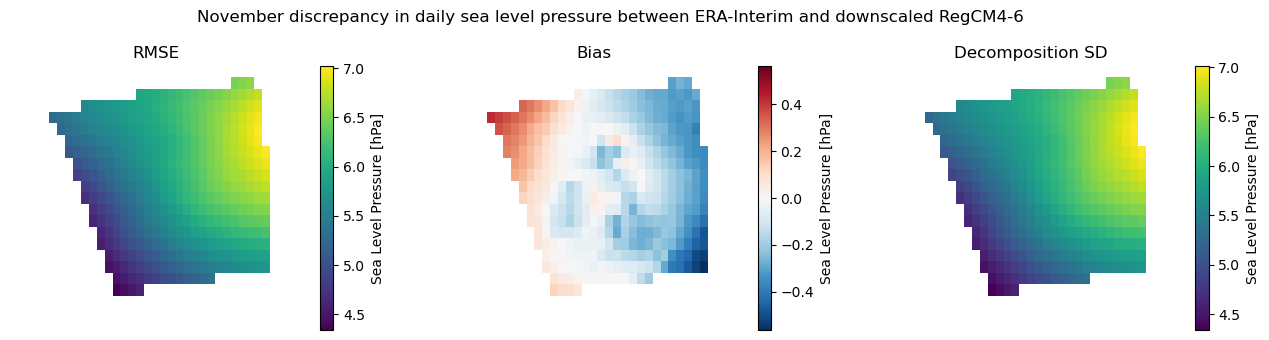 November discrepancy in daily sea level pressure between ERA-Interim and downscaled RegCM4-6
RMSE
7.0
6.5
6.0
5.5
5.0
4.5
Sea Level Pressure [hPa]
Bias
0.4
0.2
0.0
−0.2
−0.4
Sea Level Pressure [hPa]
Decomposition SD
7.0
6.5
6.0
5.5
5.0
4.5
Sea Level Pressure [hPa]